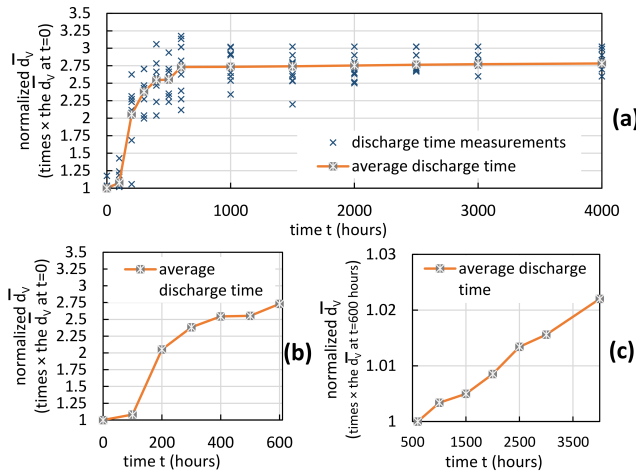 normalized d̅ᵥ
(times × the d̅ᵥ at t=0)
3.5
3.25
3
2.75
2.5
2.25
2
1.75
1.5
1.25
1
discharge time measurements
average discharge time
0 1000 2000 3000 4000
time t (hours)
(a)
normalized d̅ᵥ
(times × the d̅ᵥ at t=0)
3.5
3.25
3
2.75
2.5
2.25
2
1.75
1.5
1.25
1
average
discharge time
0 200 400 600
time t (hours)
(b)
normalized d̅ᵥ
(times × the d̅ᵥ at t=600 hours)
1.03
1.02
1.01
1
average discharge
time
500 1500 2500 3500
time t (hours)
(c)